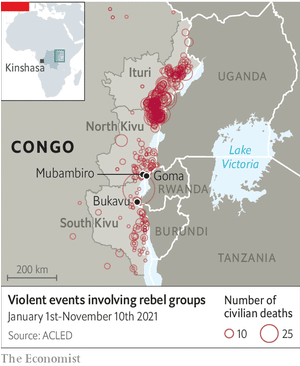 Kinshasa
Ituri
UGANDA
North Kivu
CONGO
Lake
Victoria
Mubambiro
Goma
RWANDA
Bukavu
South Kivu
BURUNDI
TANZANIA
200 km
Violent events involving rebel groups
January 1st-November 10th 2021
Source: ACLED
Number of
civilian deaths
10
25
The Economist